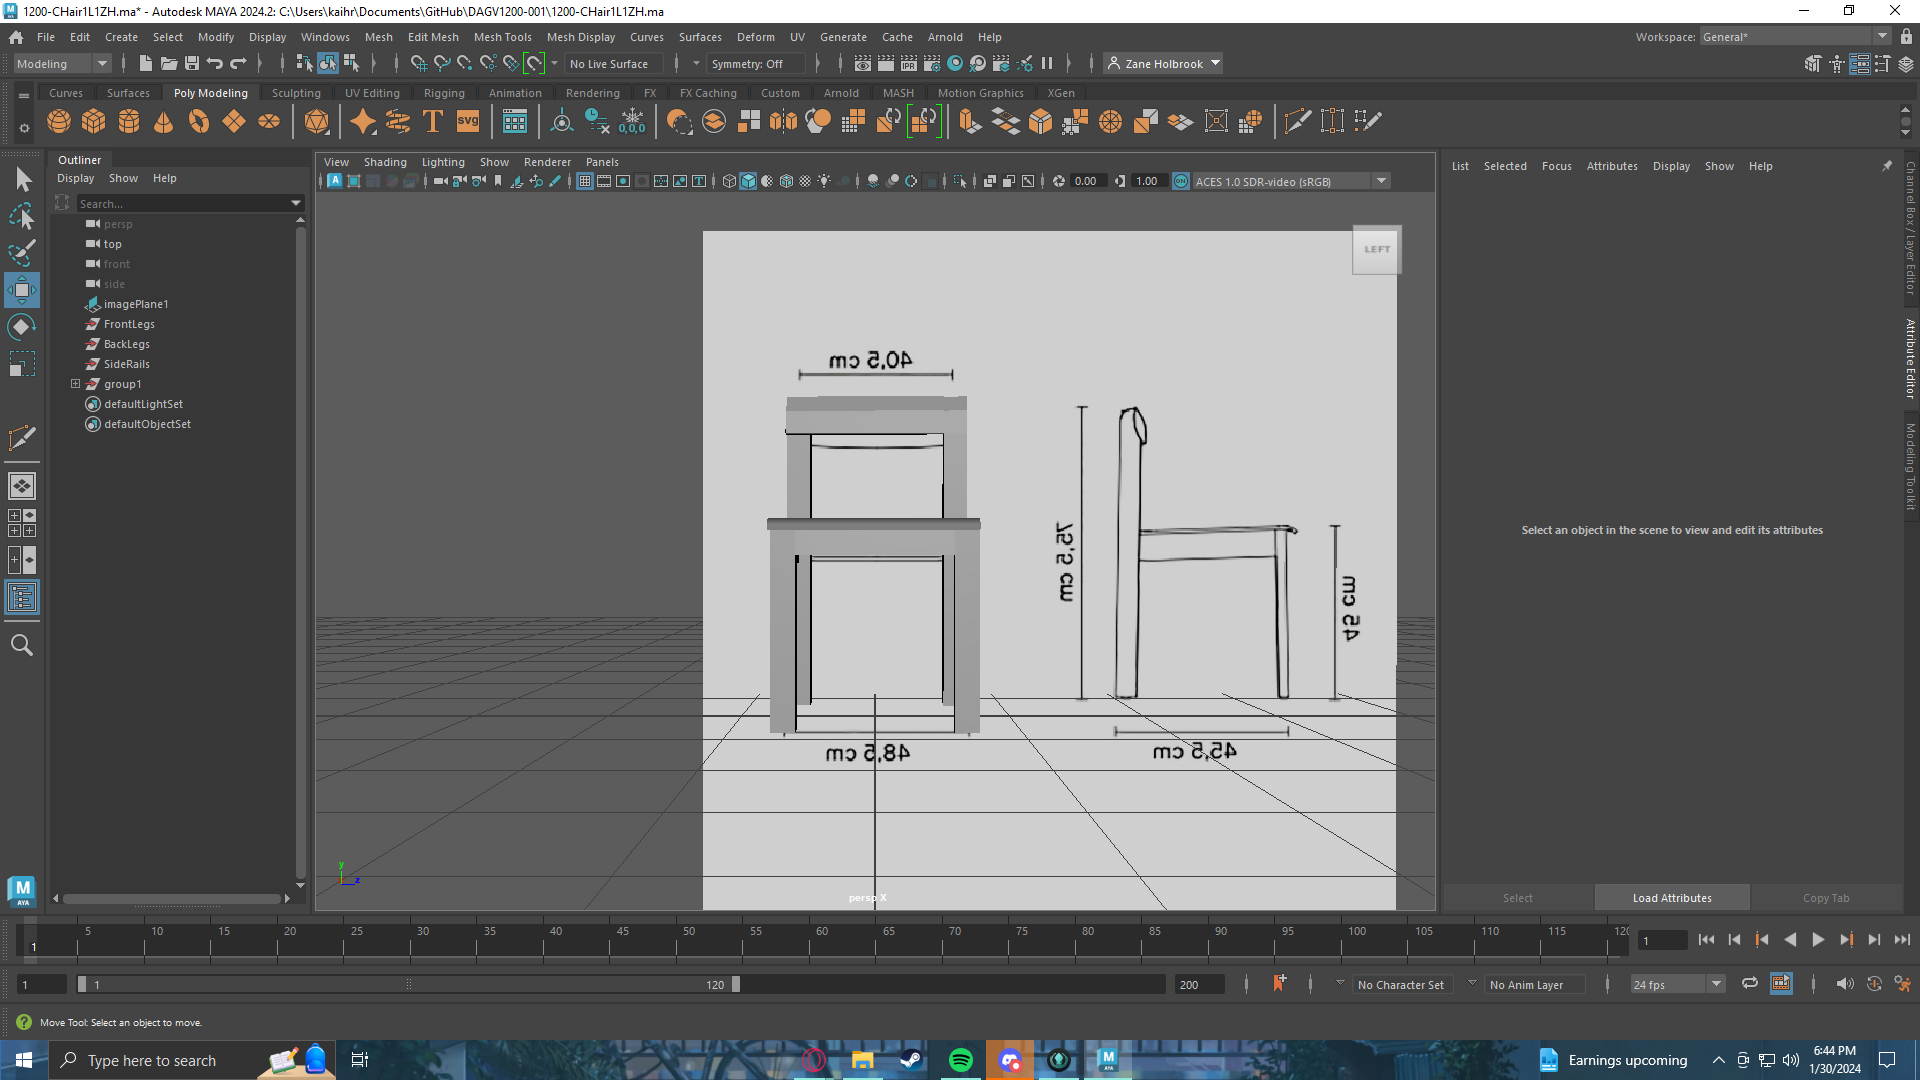 1200-CHair1L1ZH.ma* - Autodesk MAYA 2024.2: C:\Users\kaihr\Documents\GitHub\DAGV1200-001\1200-CHair1L1ZH.ma
File Edit Create Select Modify Display Windows Mesh Edit Mesh Mesh Tools Mesh Display Curves Surfaces Deform UV Generate Cache Arnold Help
Workspace: General*
Modeling No Live Surface Symmetry: Off Zane Holbrook
Curves Surfaces Poly Modeling Sculpting UV Editing Rigging Animation Rendering FX FX Caching Custom Arnold MASH Motion Graphics XGen
T svg 0,0,0
Outliner
Display Show Help
Search...
persp
top
front
side
imagePlane1
FrontLegs
BackLegs
SideRails
group1
defaultLightSet
defaultObjectSet
View Shading Lighting Show Renderer Panels
0.00 1.00 ACES 1.0 SDR-video (sRGB)
LEFT
40,5 cm
75,5 cm
45 cm
48,5 cm
45,5 cm
y
z
persp X
List Selected Focus Attributes Display Show Help
Select an object in the scene to view and edit its attributes
Channel Box / Layer Editor
Attribute Editor
Modeling Toolkit
Select Load Attributes Copy Tab
M
AYA
1 5 10 15 20 25 30 35 40 45 50 55 60 65 70 75 80 85 90 95 100 105 110 115 120
1
1 1 120 200 No Character Set No Anim Layer 24 fps
Move Tool: Select an object to move.
Type here to search
Earnings upcoming
6:44 PM
1/30/2024